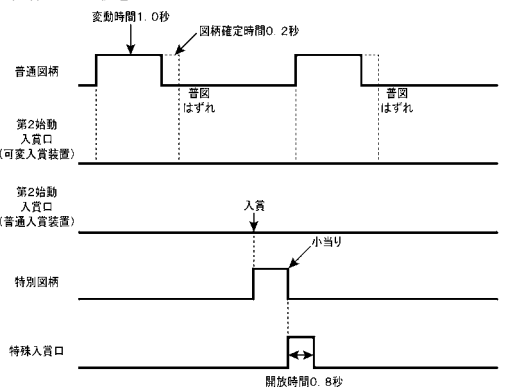 変動時間1．0秒
図柄確定時間0．2秒
普通図柄
普図
はずれ
普図
はずれ
第2始動
入賞口
(可変入賞装置)
第2始動
入賞口
(普通入賞装置)
入賞
小当り
特別図柄
特殊入賞口
開放時間0．8秒